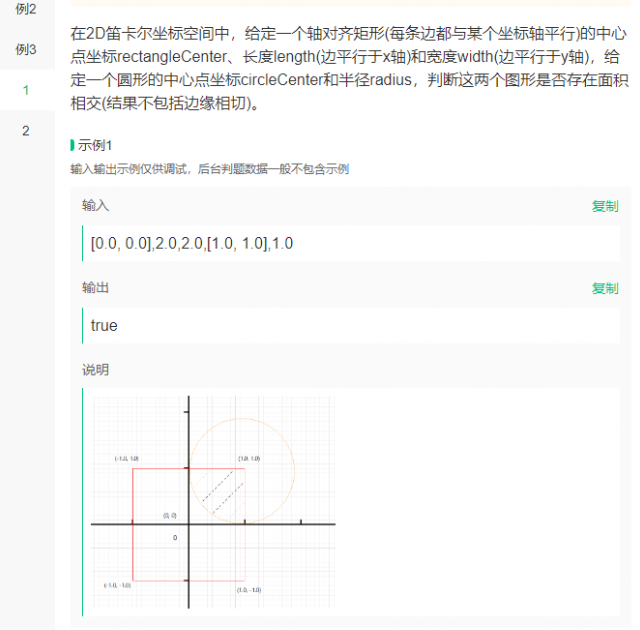 例2
例3
1
2
在2D笛卡尔坐标空间中，给定一个轴对齐矩形(每条边都与某个坐标轴平行)的中心
点坐标rectangleCenter、长度length(边平行于x轴)和宽度width(边平行于y轴)，给
定一个圆形的中心点坐标circleCenter和半径radius，判断这两个图形是否存在面积
相交(结果不包括边缘相切)。
示例1
输入输出示例仅供调试，后台判题数据一般不包含示例
输入
复制
[0.0, 0.0],2.0,2.0,[1.0, 1.0],1.0
输出
复制
true
说明
(-1.0, 1.0)
(1.0, 1.0)
(0, 0)
0
(-1.0, -1.0)
(1.0, -1.0)